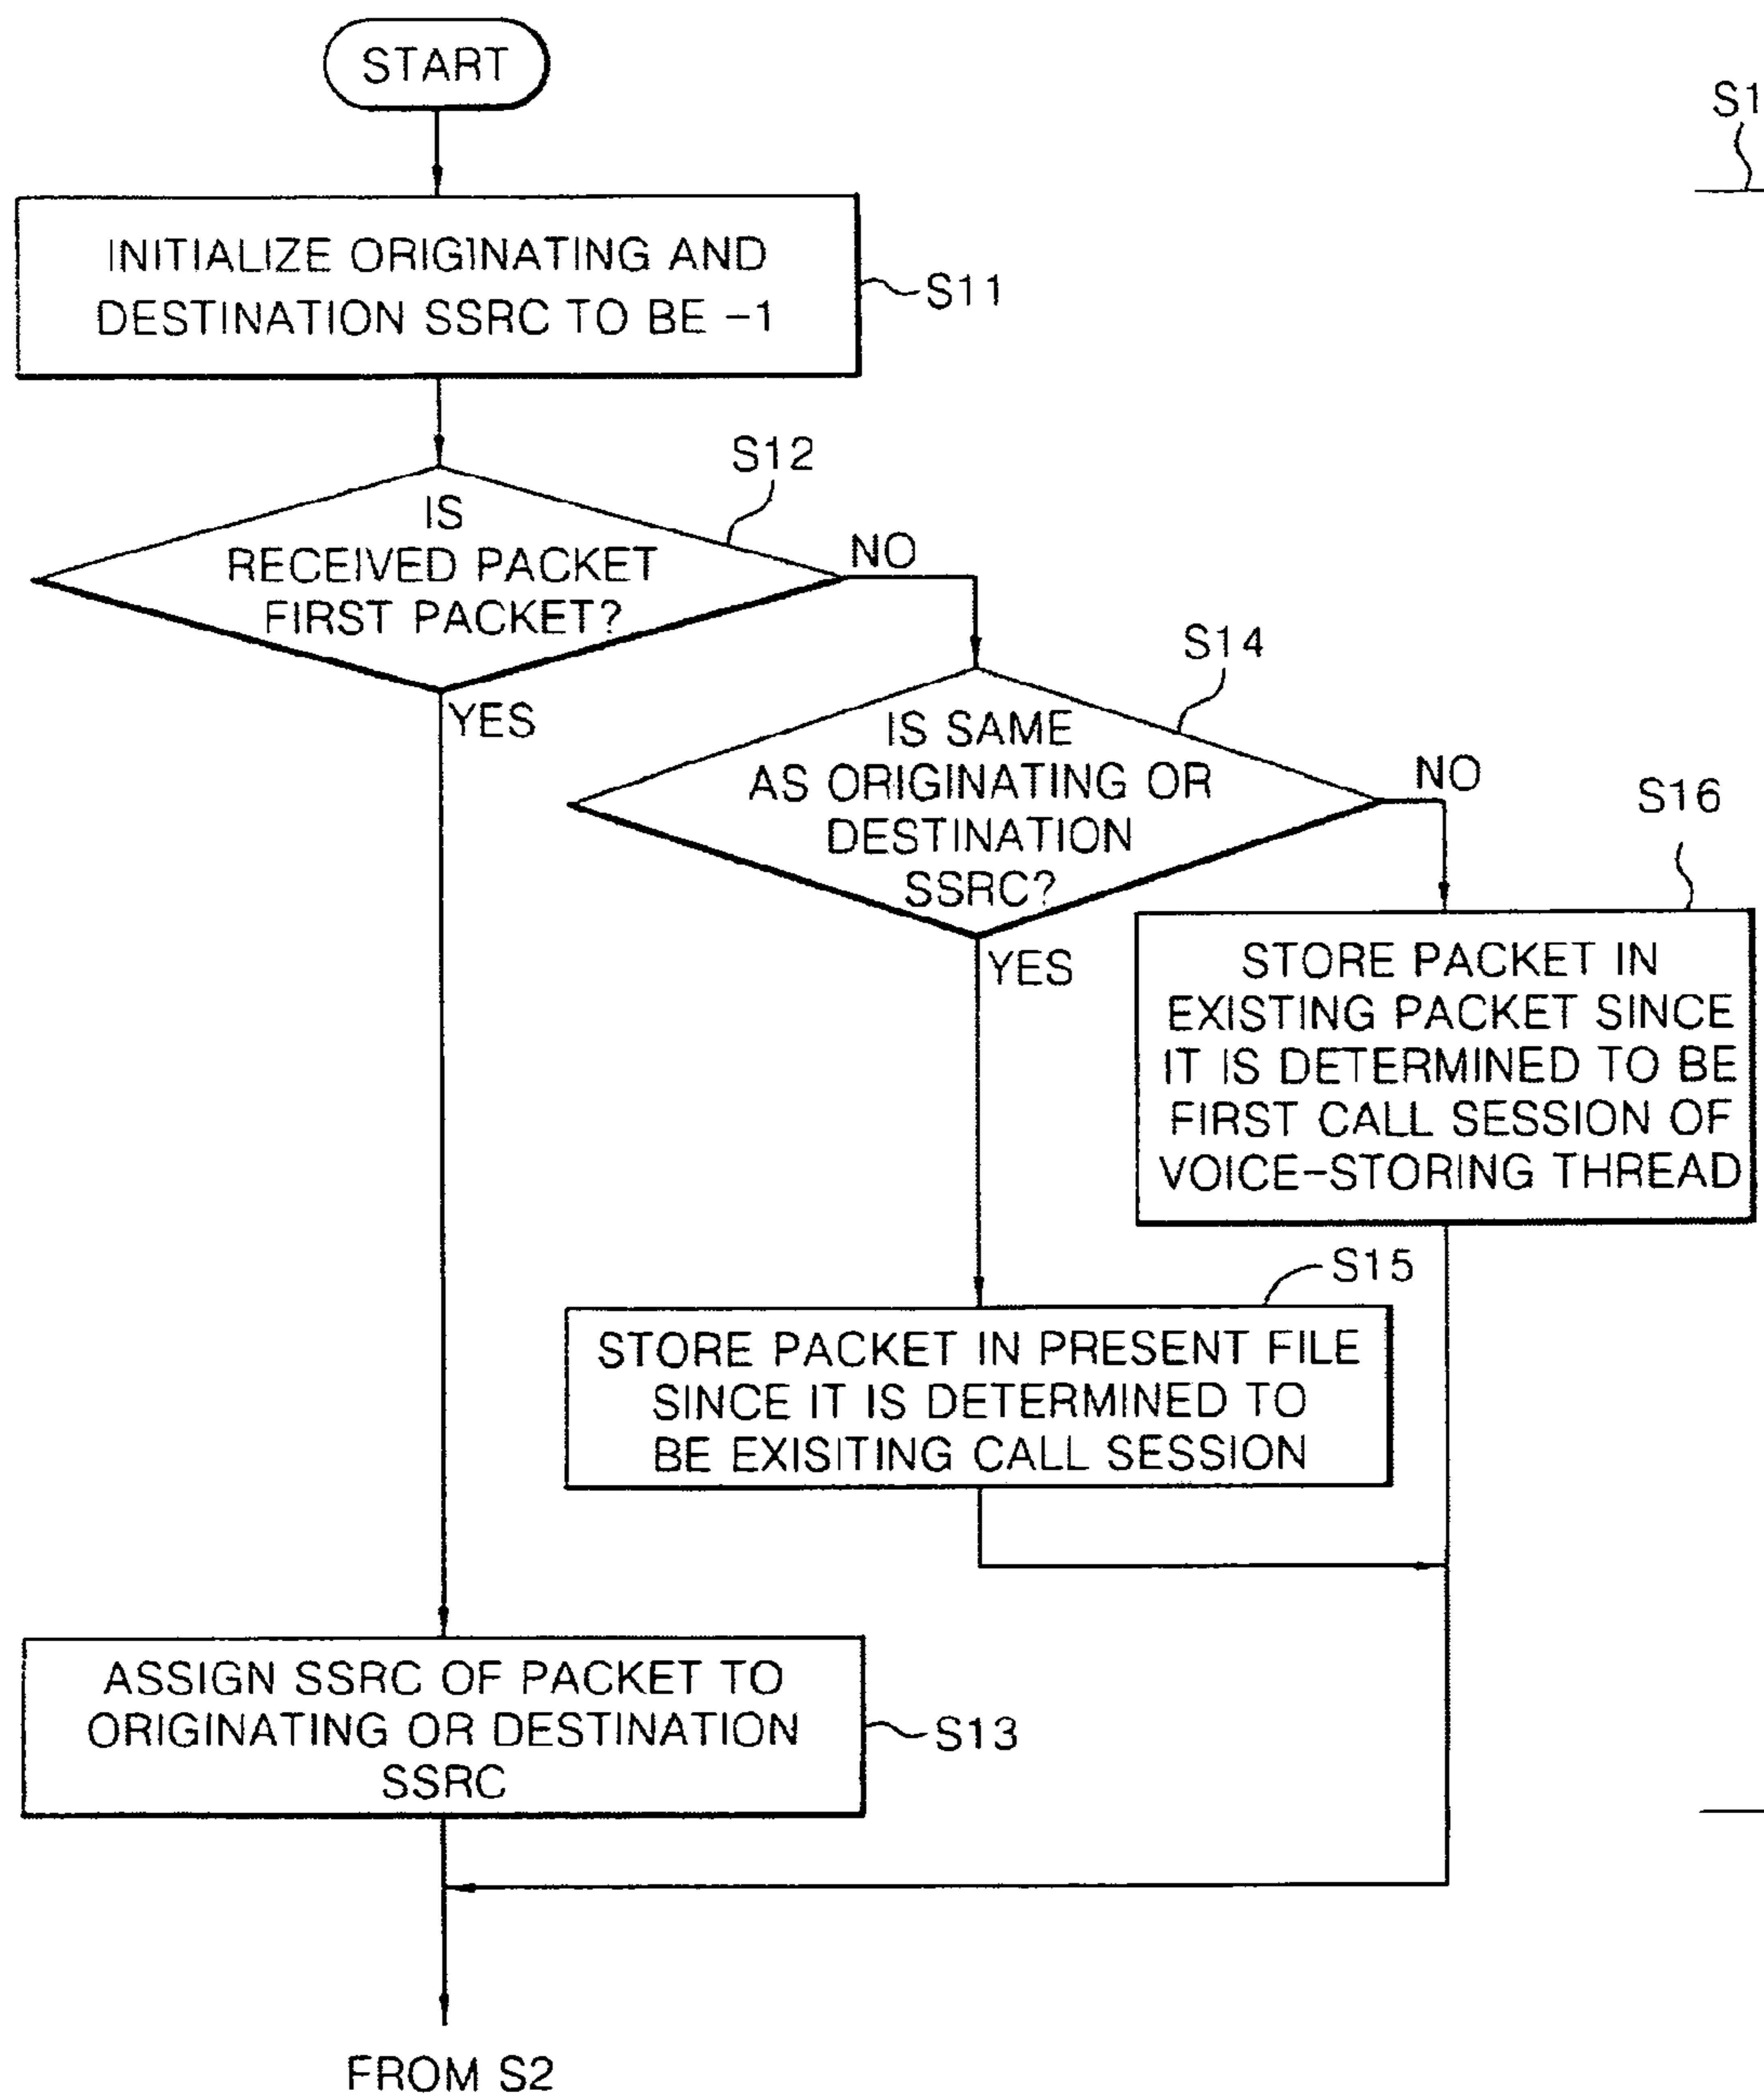 START
S1
INITIALIZE ORIGINATING AND
DESTINATION SSRC TO BE -1
S11
S12
IS
RECEIVED PACKET
FIRST PACKET?
NO
YES
S14
IS SAME
AS ORIGINATING OR
DESTINATION
SSRC?
NO
YES
S16
STORE PACKET IN
EXISTING PACKET SINCE
IT IS DETERMINED TO BE
FIRST CALL SESSION OF
VOICE-STORING THREAD
S15
STORE PACKET IN PRESENT FILE
SINCE IT IS DETERMINED TO
BE EXISITING CALL SESSION
ASSIGN SSRC OF PACKET TO
ORIGINATING OR DESTINATION
SSRC
S13
FROM S2